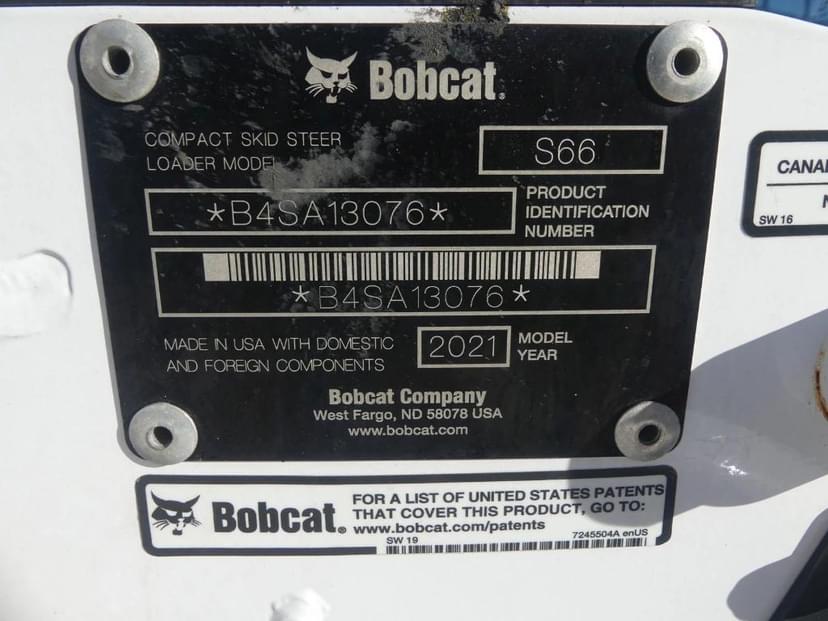 Bobcat®
COMPACT SKID STEER
LOADER MODEL
S66
*B4SA13076*
PRODUCT
IDENTIFICATION
NUMBER
*B4SA13076*
MADE IN USA WITH DOMESTIC
AND FOREIGN COMPONENTS
2021
MODEL
YEAR
Bobcat Company
West Fargo, ND 58078 USA
www.bobcat.com
Bobcat®
FOR A LIST OF UNITED STATES PATENTS
THAT COVER THIS PRODUCT, GO TO:
www.bobcat.com/patents
SW 19
7245504A enUS
SW 16